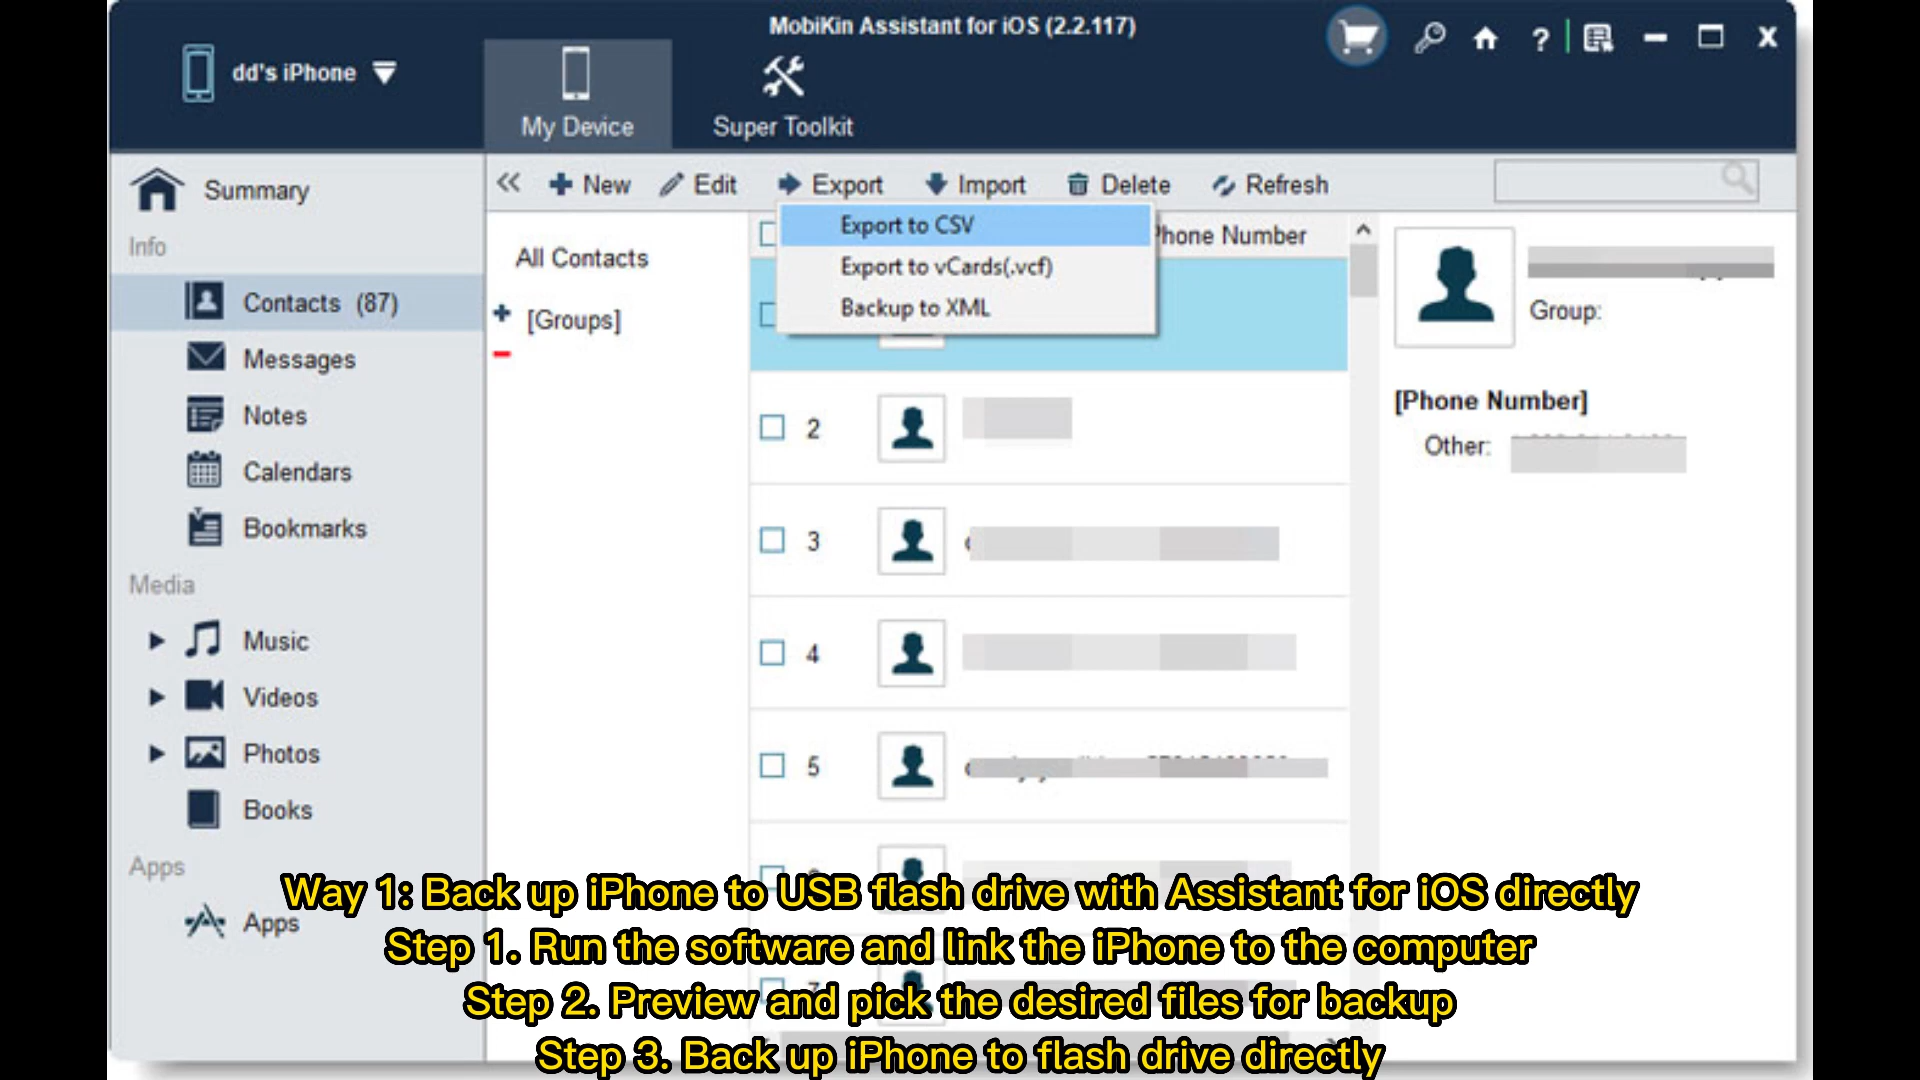 MobiKin Assistant for iOS (2.2.117)
dd's iPhone
My Device
Super Toolkit
?
Summary
Info
Contacts (87)
Messages
Notes
Calendars
Bookmarks
Media
Music
Videos
Photos
Books
Apps
Apps
« New Edit Export Import Delete Refresh
Export to CSV
Export to vCards(.vcf)
Backup to XML
All Contacts
[Groups]
Phone Number
2
3
4
5
7
Group:
[Phone Number]
Other:
Way 1: Back up iPhone to USB flash drive with Assistant for iOS directly
Step 1. Run the software and link the iPhone to the computer
Step 2. Preview and pick the desired files for backup
Step 3. Back up iPhone to flash drive directly